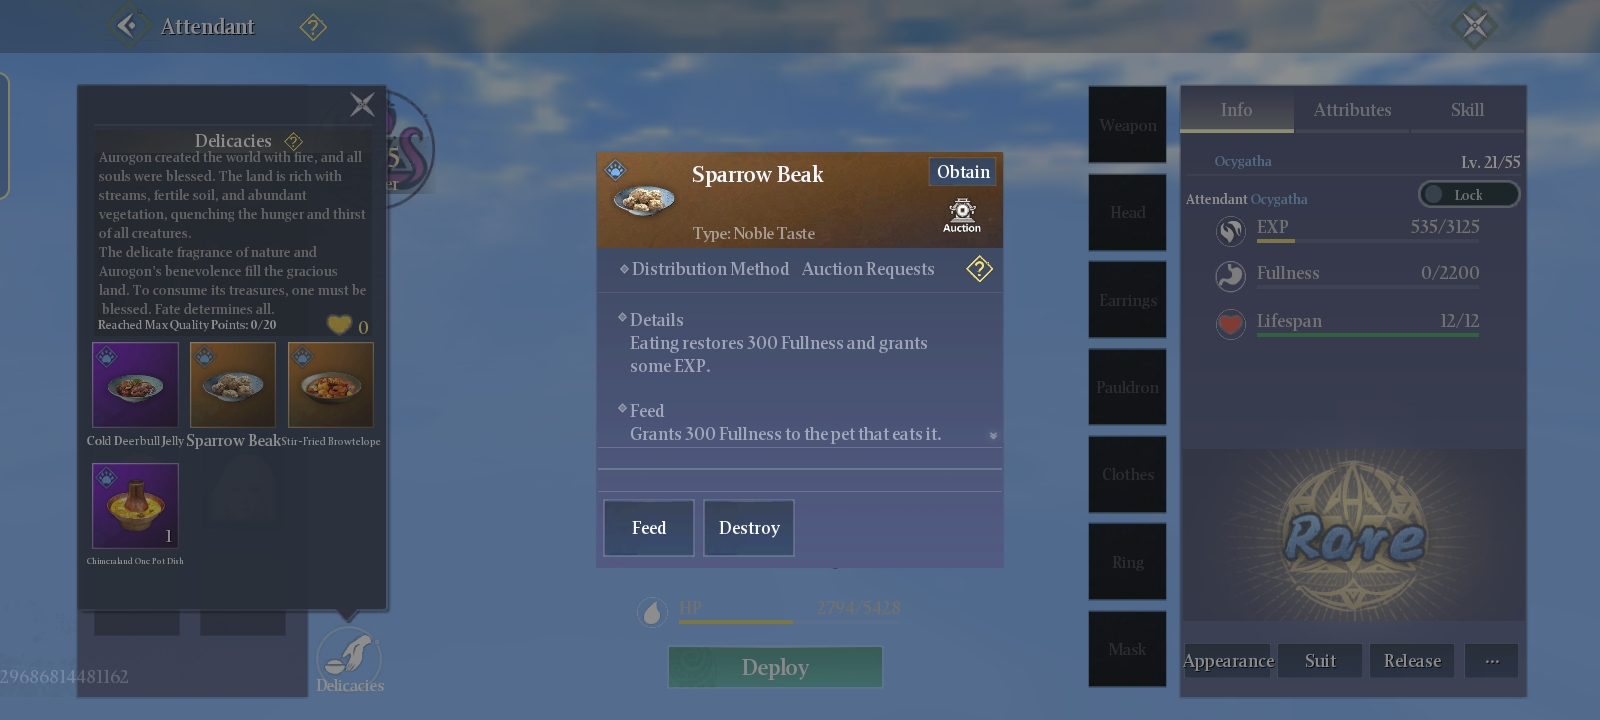 Attendant
Delicacies
Aurogon created the world with fire, and all
souls were blessed. The land is rich with
streams, fertile soil, and abundant
vegetation, quenching the hunger and thirst
of all creatures.
The delicate fragrance of nature and
Aurogon's benevolence fill the gracious
land. To consume its treasures, one must be
blessed. Fate determines all.
Reached Max Quality Points: 0/20
0
Cold Deerbull Jelly
Sparrow Beak
Stir-Fried Browtelope
1
Chimeraland One Pot Dish
29686814481162
Delicacies
Sparrow Beak
Obtain
Type: Noble Taste
Auction
Distribution Method Auction Requests
Details
Eating restores 300 Fullness and grants
some EXP.
Feed
Grants 300 Fullness to the pet that eats it.
Feed
Destroy
HP
2794/5428
Deploy
Weapon
Head
Earrings
Pauldron
Clothes
Ring
Mask
Info
Attributes
Skill
Ocygatha
Lv. 21/55
Attendant Ocygatha
Lock
EXP
535/3125
Fullness
0/2200
Lifespan
12/12
Rare
Appearance
Suit
Release
...